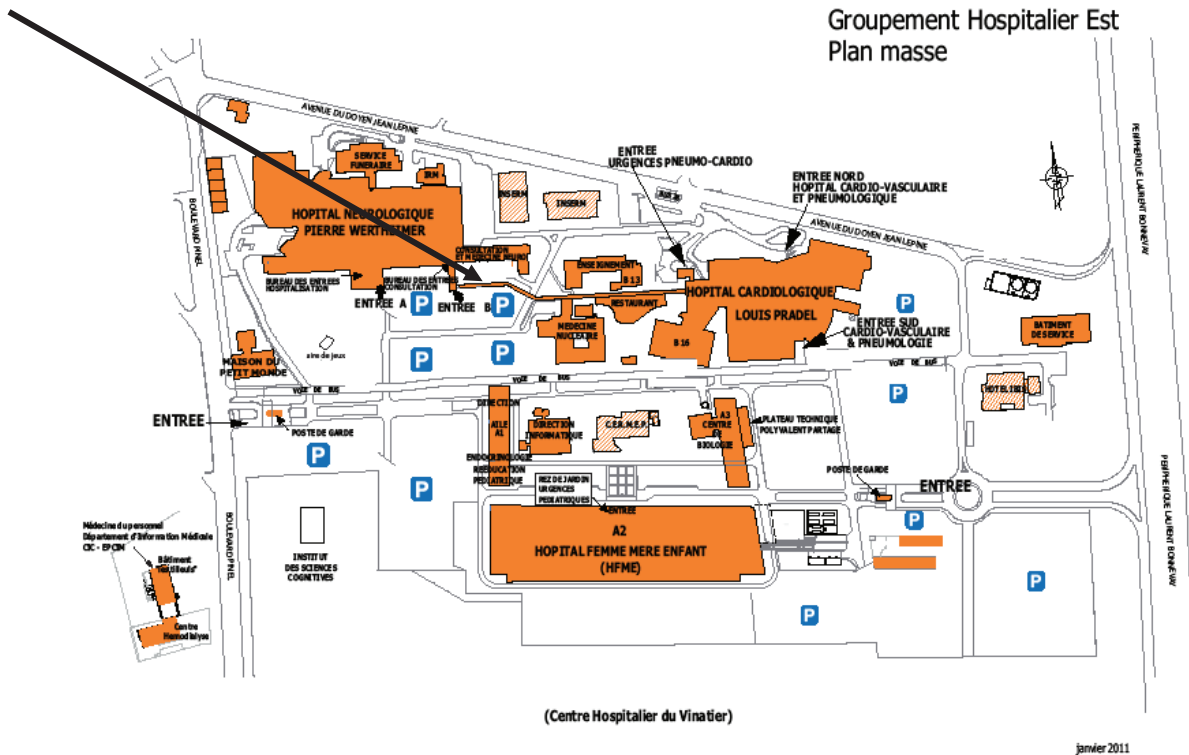 Groupement Hospitalier Est
Plan masse
AVENUE DU DOYEN JEAN LEPINE
PERIPHERIQUE LAURENT BONNEVAY
BOULEVARD PINEL
SERVICE
FUNERAIRE
IRM
ENTREE
URGENCES PNEUMO-CARDIO
INSERM
INSERM
ENTREE NORD
HOPITAL CARDIO-VASCULAIRE
ET PNEUMOLOGIQUE
AVENUE DU DOYEN JEAN LEPINE
HOPITAL NEUROLOGIQUE
PIERRE WERTHEIMER
CONSULTATION
ET MEDECINE NEURO
ENSEIGNEMENT
B 13
BUREAU DES ENTREES
HOSPITALISATION
BUREAU DES ENTREES
CONSULTATION
ENTREE A
P
ENTREE B
P
RESTAURANT
HOPITAL CARDIOLOGIQUE
LOUIS PRADEL
P
MEDECINE
NUCLEAIRE
B 16
ENTREE SUD
CARDIO-VASCULAIRE
& PNEUMOLOGIE
BATIMENT
DE SERVICE
aire de jeux
MAISON DU
PETIT MONDE
P
P
VOIE DE BUS
VOIE DE BUS
VOIE DE BUS
P
HOTEL IBIS
ENTREE
POSTE DE GARDE
DIRECTION
AILE
A1
DIRECTION
INFORMATIQUE
C.E.R.M.E.P.
A3
CENTRE
DE
BIOLOGIE
PLATEAU TECHNIQUE
POLYVALENT PARTAGE
P
ENDOCRINOLOGIE
REEDUCATION
PEDIATRIQUE
P
REZ DE JARDIN
URGENCES
PEDIATRIQUES
ENTREE
POSTE DE GARDE
ENTREE
PERIPHERIQUE LAURENT BONNEVAY
P
A2
HOPITAL FEMME MERE ENFANT
(HFME)
BOULEVARD PINEL
INSTITUT
DES SCIENCES
COGNITIVES
Médecine du personnel
Département d'Information Médicale
CIC - EPCIM
Bâtiment
Centre
Hemodialyse
P
P
(Centre Hospitalier du Vinatier)
janvier 2011